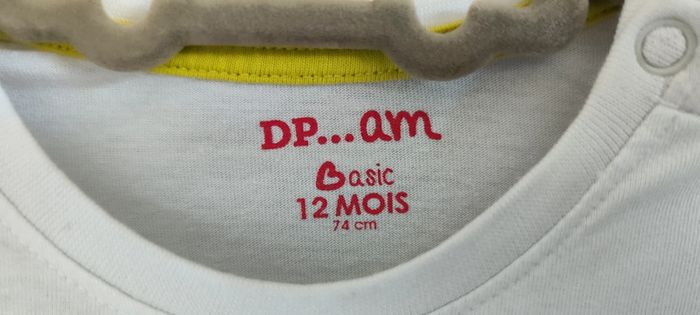 DP...am
Basic
12 MOIS
74 cm